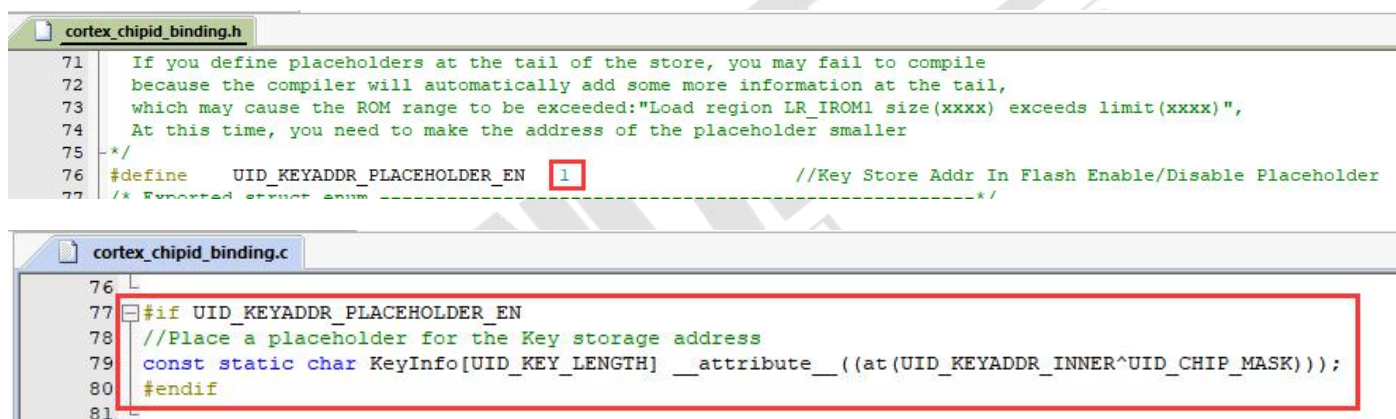 cortex_chipid_binding.h
71 If you define placeholders at the tail of the store, you may fail to compile
72 because the compiler will automatically add some more information at the tail,
73 which may cause the ROM range to be exceeded:"Load region LR_IROM1 size(xxxx) exceeds limit(xxxx)",
74 At this time, you need to make the address of the placeholder smaller
75 */
76 #define UID_KEYADDR_PLACEHOLDER_EN 1 //Key Store Addr In Flash Enable/Disable Placeholder
77 /* Exported struct enum -----------------------------------------------------------*/
cortex_chipid_binding.c
76
77 #if UID_KEYADDR_PLACEHOLDER_EN
78 //Place a placeholder for the Key storage address
79 const static char KeyInfo[UID_KEY_LENGTH] __attribute__((at(UID_KEYADDR_INNER^UID_CHIP_MASK)));
80 #endif
81